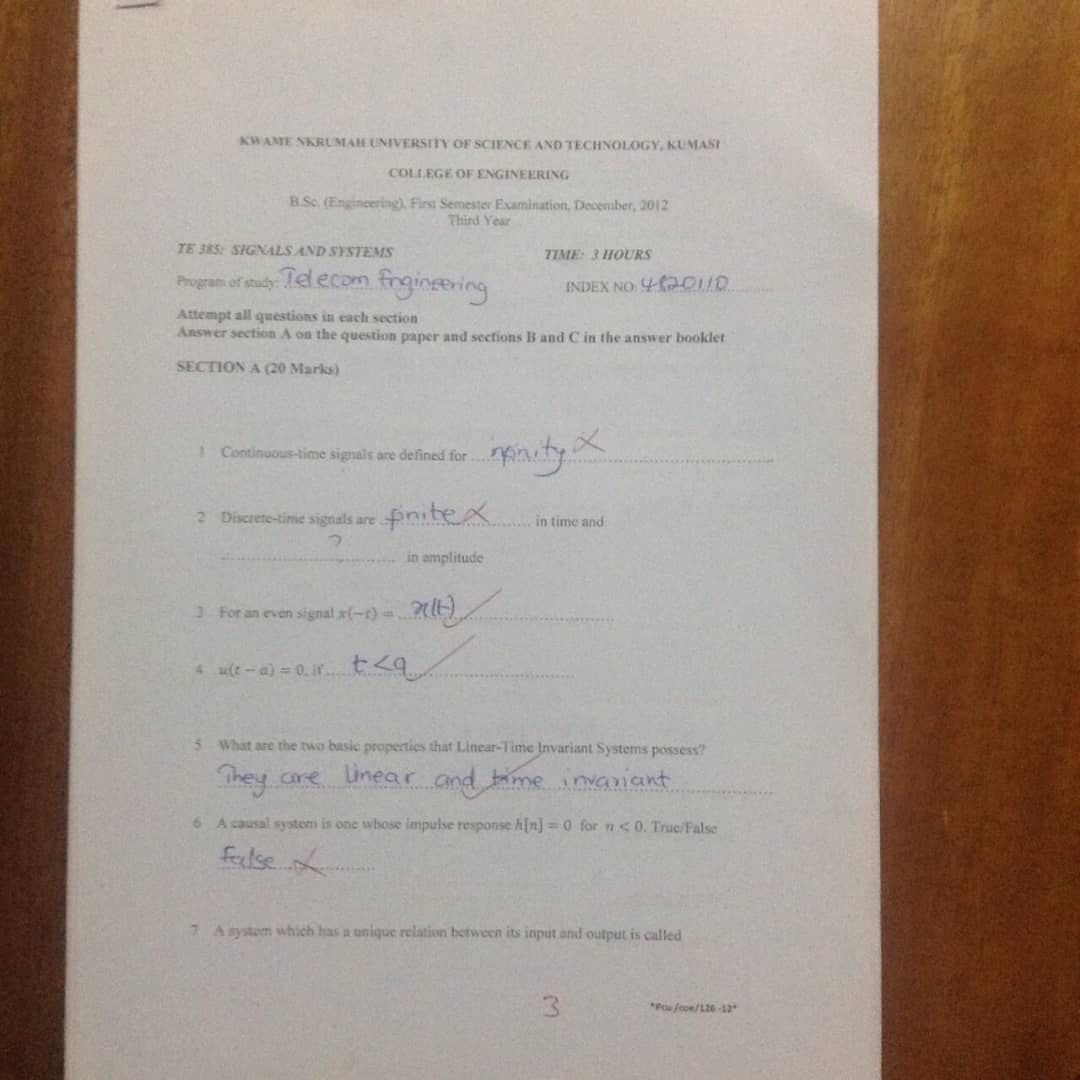 KWAME NKRUMAH UNIVERSITY OF SCIENCE AND TECHNOLOGY, KUMASI
COLLEGE OF ENGINEERING
B.Sc. (Engineering), First Semester Examination, December, 2012
Third Year
TE 385: SIGNALS AND SYSTEMS TIME: 3 HOURS
Program of study: Telecom Engineering INDEX NO:
Attempt all questions in each section
Answer section A on the question paper and sections B and C in the answer booklet
SECTION A (20 Marks)
1 Continuous-time signals are defined for
2 Discrete-time signals are finite in time and
? in amplitude
3 For an even signal x(−t) = x(t)
4 u(t − a) = 0, if t < a
5 What are the two basic properties that Linear-Time Invariant Systems possess?
They are linear and time invariant
6 A causal system is one whose impulse response h[n] = 0 for n < 0. True/False
false
7 A system which has a unique relation between its input and output is called
3